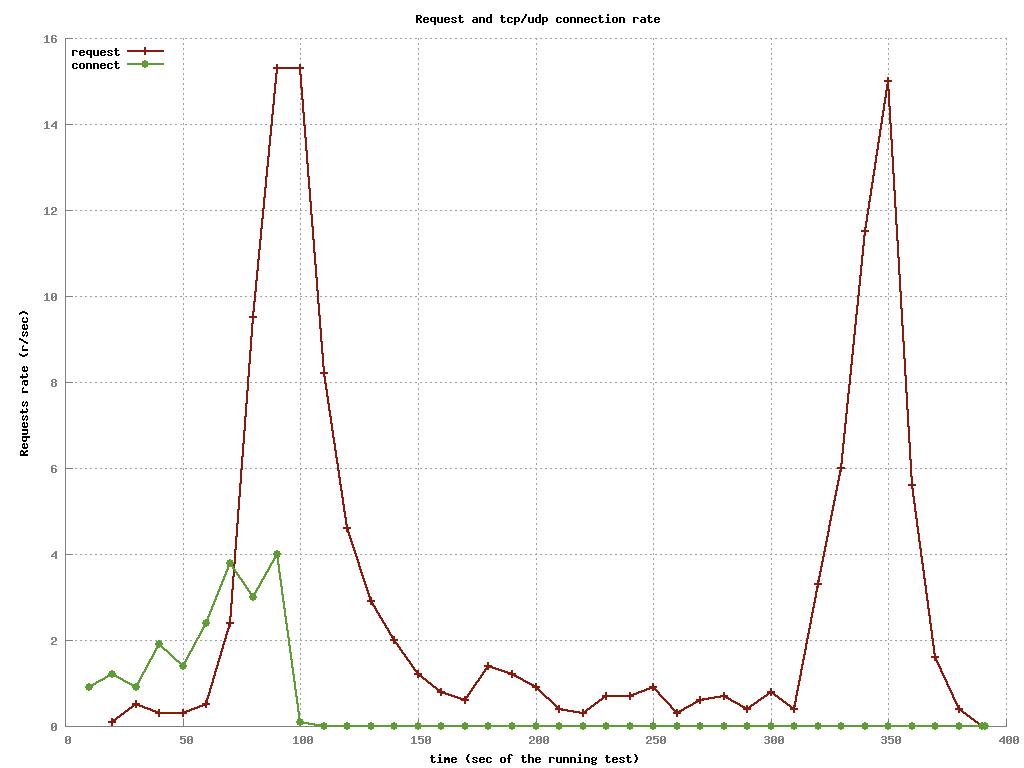 Request and tcp/udp connection rate
request
connect
16
14
12
10
8
6
4
2
0
Requests rate (r/sec)
0 50 100 150 200 250 300 350 400
time (sec of the running test)